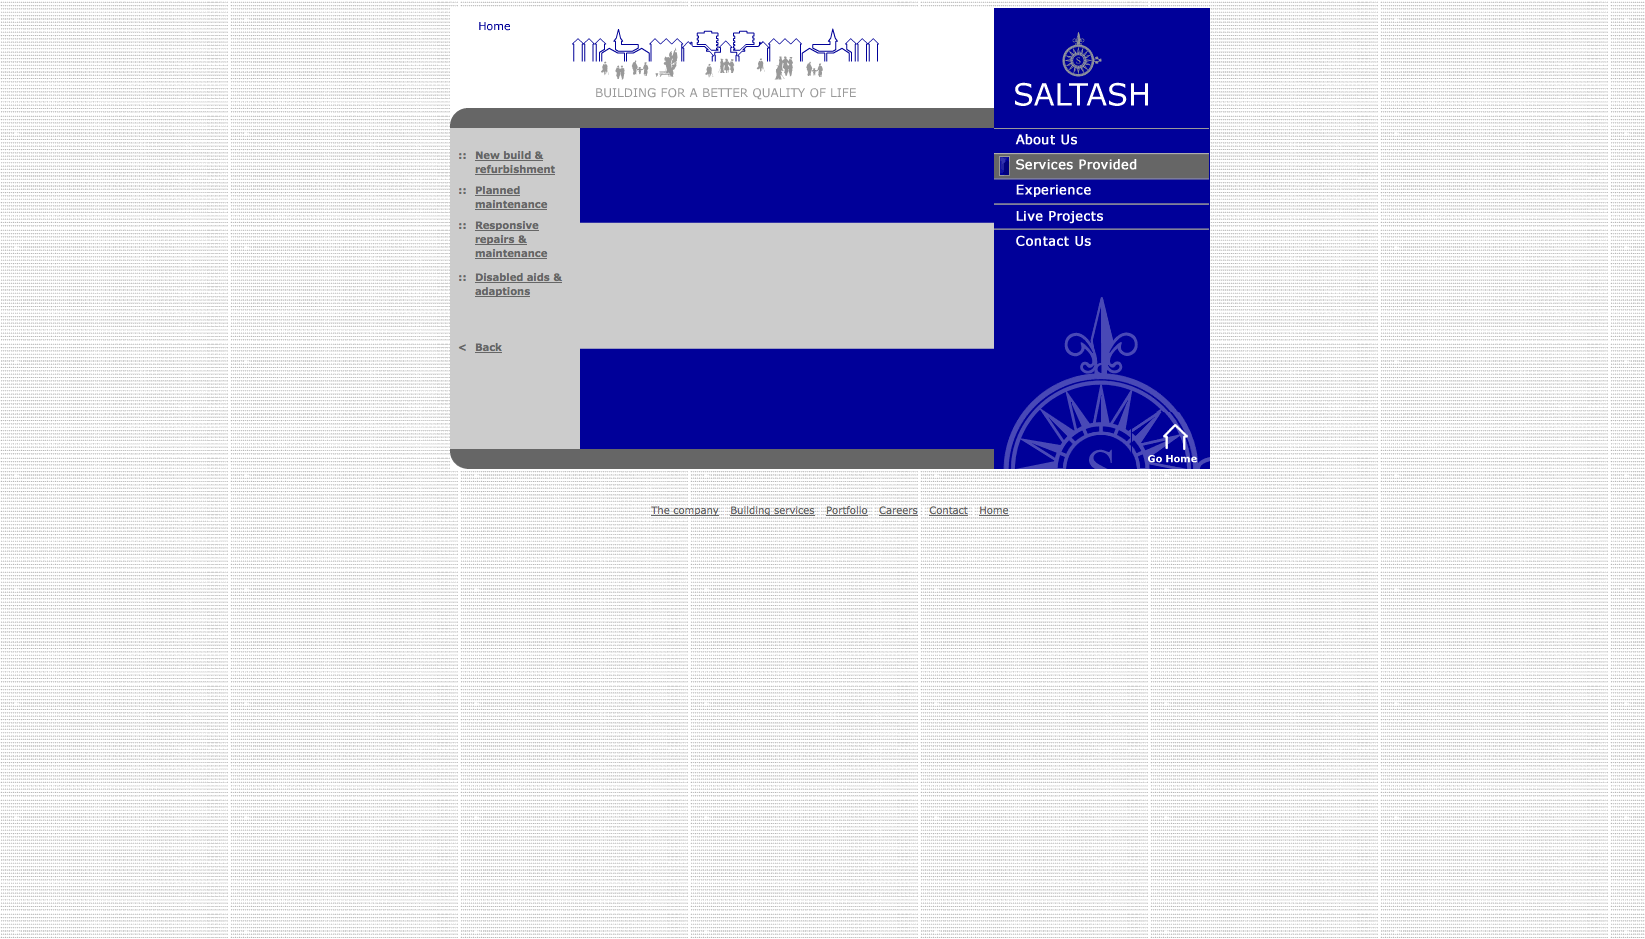 Home
BUILDING FOR A BETTER QUALITY OF LIFE
S
SALTASH
:: New build &
refurbishment
:: Planned
maintenance
:: Responsive
repairs &
maintenance
:: Disabled aids &
adaptions
< Back
About Us
Services Provided
Experience
Live Projects
Contact Us
S
Go Home
The company Building services Portfolio Careers Contact Home